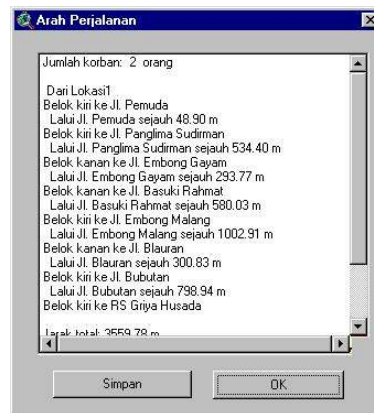 Arah Perjalanan
Jumlah korban: 2 orang
Dari Lokasi1
Belok kiri ke Jl. Pemuda
Lalui Jl. Pemuda sejauh 48.90 m
Belok kiri ke Jl. Panglima Sudirman
Lalui Jl. Panglima Sudirman sejauh 534.40 m
Belok kanan ke Jl. Embong Gayam
Lalui Jl. Embong Gayam sejauh 293.77 m
Belok kanan ke Jl. Basuki Rahmat
Lalui Jl. Basuki Rahmat sejauh 580.03 m
Belok kiri ke Jl. Embong Malang
Lalui Jl. Embong Malang sejauh 1002.91 m
Belok kanan ke Jl. Blauran
Lalui Jl. Blauran sejauh 300.83 m
Belok kiri ke Jl. Bubutan
Lalui Jl. Bubutan sejauh 798.94 m
Belok kiri ke RS Griya Husada
Jarak total: 3559.78 m
Simpan
OK